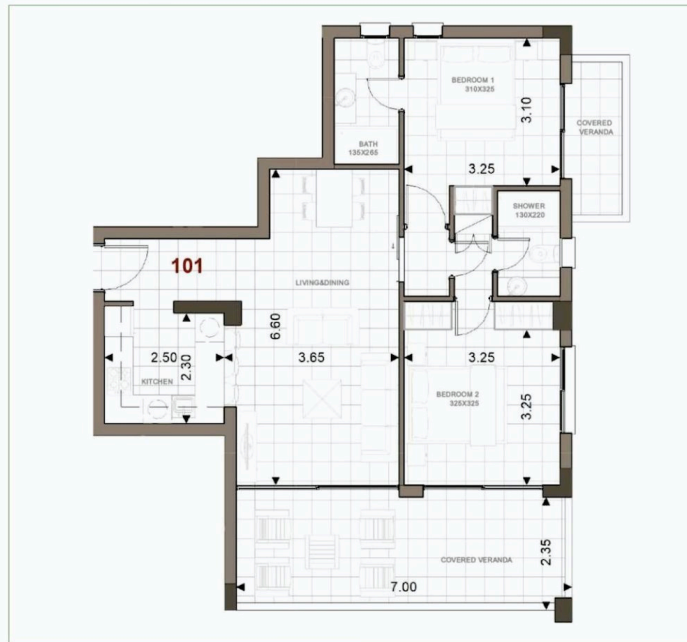 BEDROOM 1
310X325
3.10
COVERED
VERANDA
BATH
135X265
3.25
SHOWER
130X220
101
LIVING&DINING
6.60
2.50
2.30
3.65
3.25
KITCHEN
BEDROOM 2
325X325
3.25
COVERED VERANDA
2.35
7.00